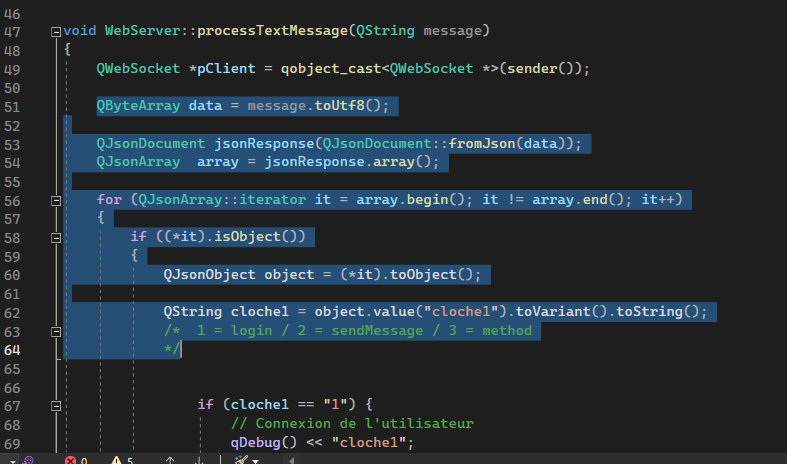 46
47 void WebServer::processTextMessage(QString message)
48 {
49 QWebSocket *pClient = qobject_cast<QWebSocket *>(sender());
50
51 QByteArray data = message.toUtf8();
52
53 QJsonDocument jsonResponse(QJsonDocument::fromJson(data));
54 QJsonArray  array = jsonResponse.array();
55
56 for (QJsonArray::iterator it = array.begin(); it != array.end(); it++)
57 {
58 if ((*it).isObject())
59 {
60 QJsonObject object = (*it).toObject();
61
62 QString cloche1 = object.value("cloche1").toVariant().toString();
63 /*  1 = login / 2 = sendMessage / 3 = method
64 */
65
66
67 if (cloche1 == "1") {
68 // Connexion de l'utilisateur
69 qDebug() << "cloche1";
0 5